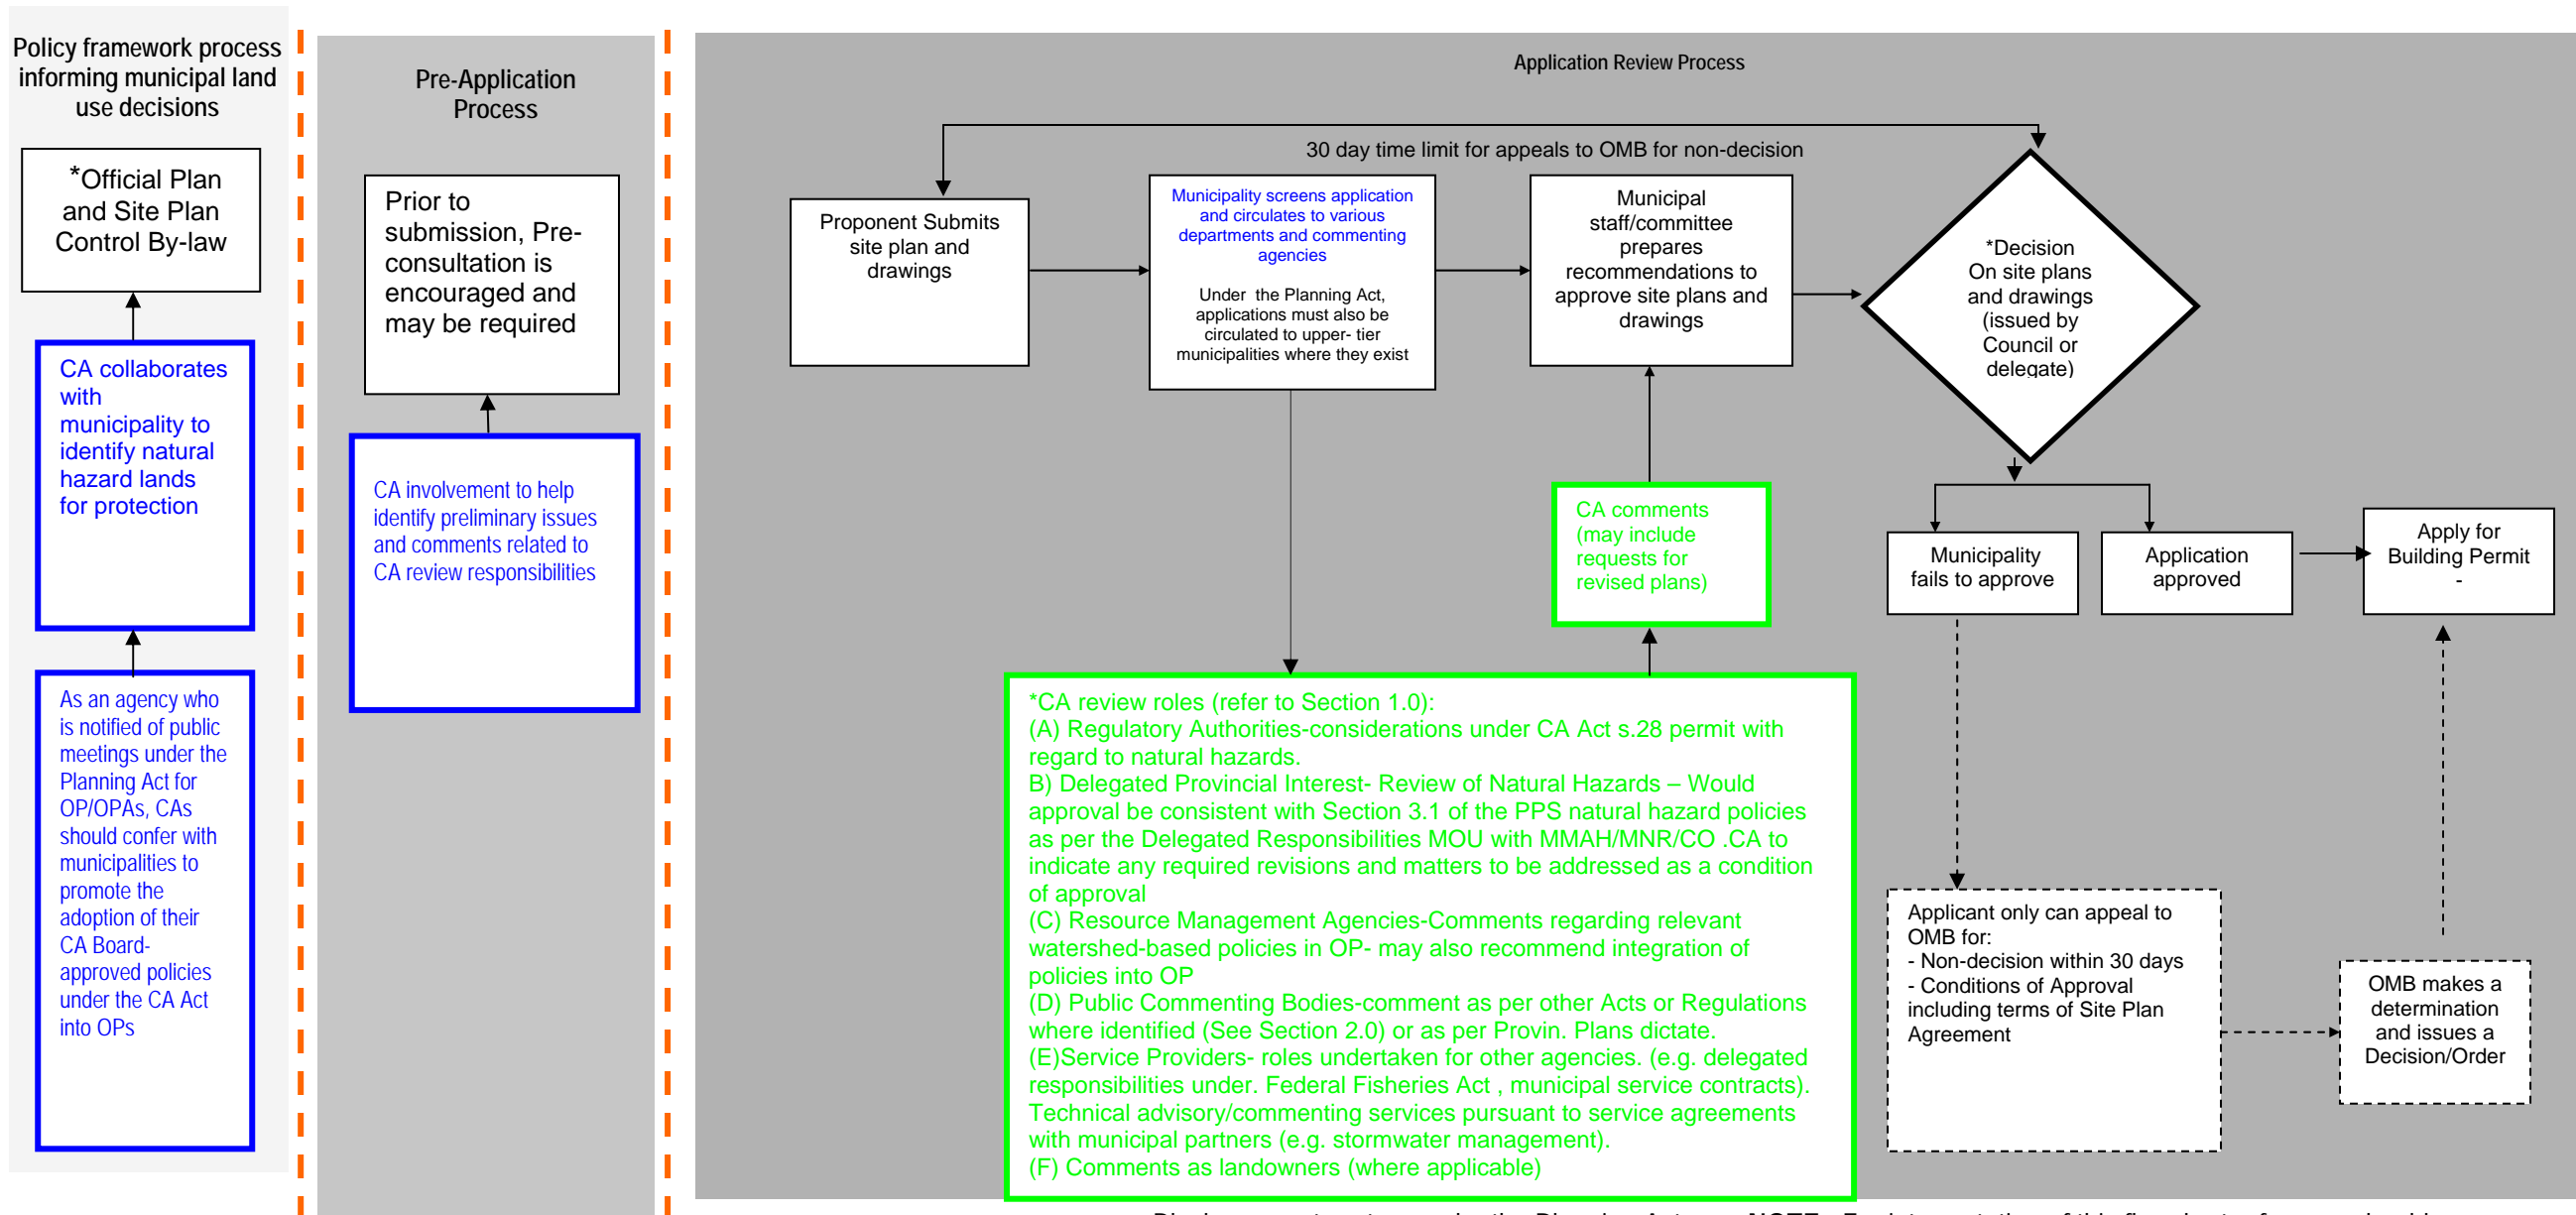 Policy framework process
informing municipal land
use decisions
*Official Plan
and Site Plan
Control By-law
CA collaborates
with
municipality to
identify natural
hazard lands
for protection
As an agency who
is notified of public
meetings under the
Planning Act for
OP/OPAs, CAs
should confer with
municipalities to
promote the
adoption of their
CA Board-
approved policies
under the CA Act
into OPs
Pre-Application
Process
Prior to
submission, Pre-
consultation is
encouraged and
may be required
CA involvement to help
identify preliminary issues
and comments related to
CA review responsibilities
Application Review Process
30 day time limit for appeals to OMB for non-decision
Proponent Submits
site plan and
drawings
Municipality screens application
and circulates to various
departments and commenting
agencies
Under the Planning Act,
applications must also be
circulated to upper- tier
municipalities where they exist
Municipal
staff/committee
prepares
recommendations to
approve site plans and
drawings
*Decision
On site plans
and drawings
(issued by
Council or
delegate)
CA comments
(may include
requests for
revised plans)
Municipality
fails to approve
Application
approved
Apply for
Building Permit
-
*CA review roles (refer to Section 1.0):
(A) Regulatory Authorities-considerations under CA Act s.28 permit with
regard to natural hazards.
B) Delegated Provincial Interest- Review of Natural Hazards – Would
approval be consistent with Section 3.1 of the PPS natural hazard policies
as per the Delegated Responsibilities MOU with MMAH/MNR/CO .CA to
indicate any required revisions and matters to be addressed as a condition
of approval
(C) Resource Management Agencies-Comments regarding relevant
watershed-based policies in OP- may also recommend integration of
policies into OP
(D) Public Commenting Bodies-comment as per other Acts or Regulations
where identified (See Section 2.0) or as per Provin. Plans dictate.
(E)Service Providers- roles undertaken for other agencies. (e.g. delegated
responsibilities under. Federal Fisheries Act , municipal service contracts).
Technical advisory/commenting services pursuant to service agreements
with municipal partners (e.g. stormwater management).
(F) Comments as landowners (where applicable)
Applicant only can appeal to
OMB for:
- Non-decision within 30 days
- Conditions of Approval
including terms of Site Plan
Agreement
OMB makes a
determination
and issues a
Decision/Order